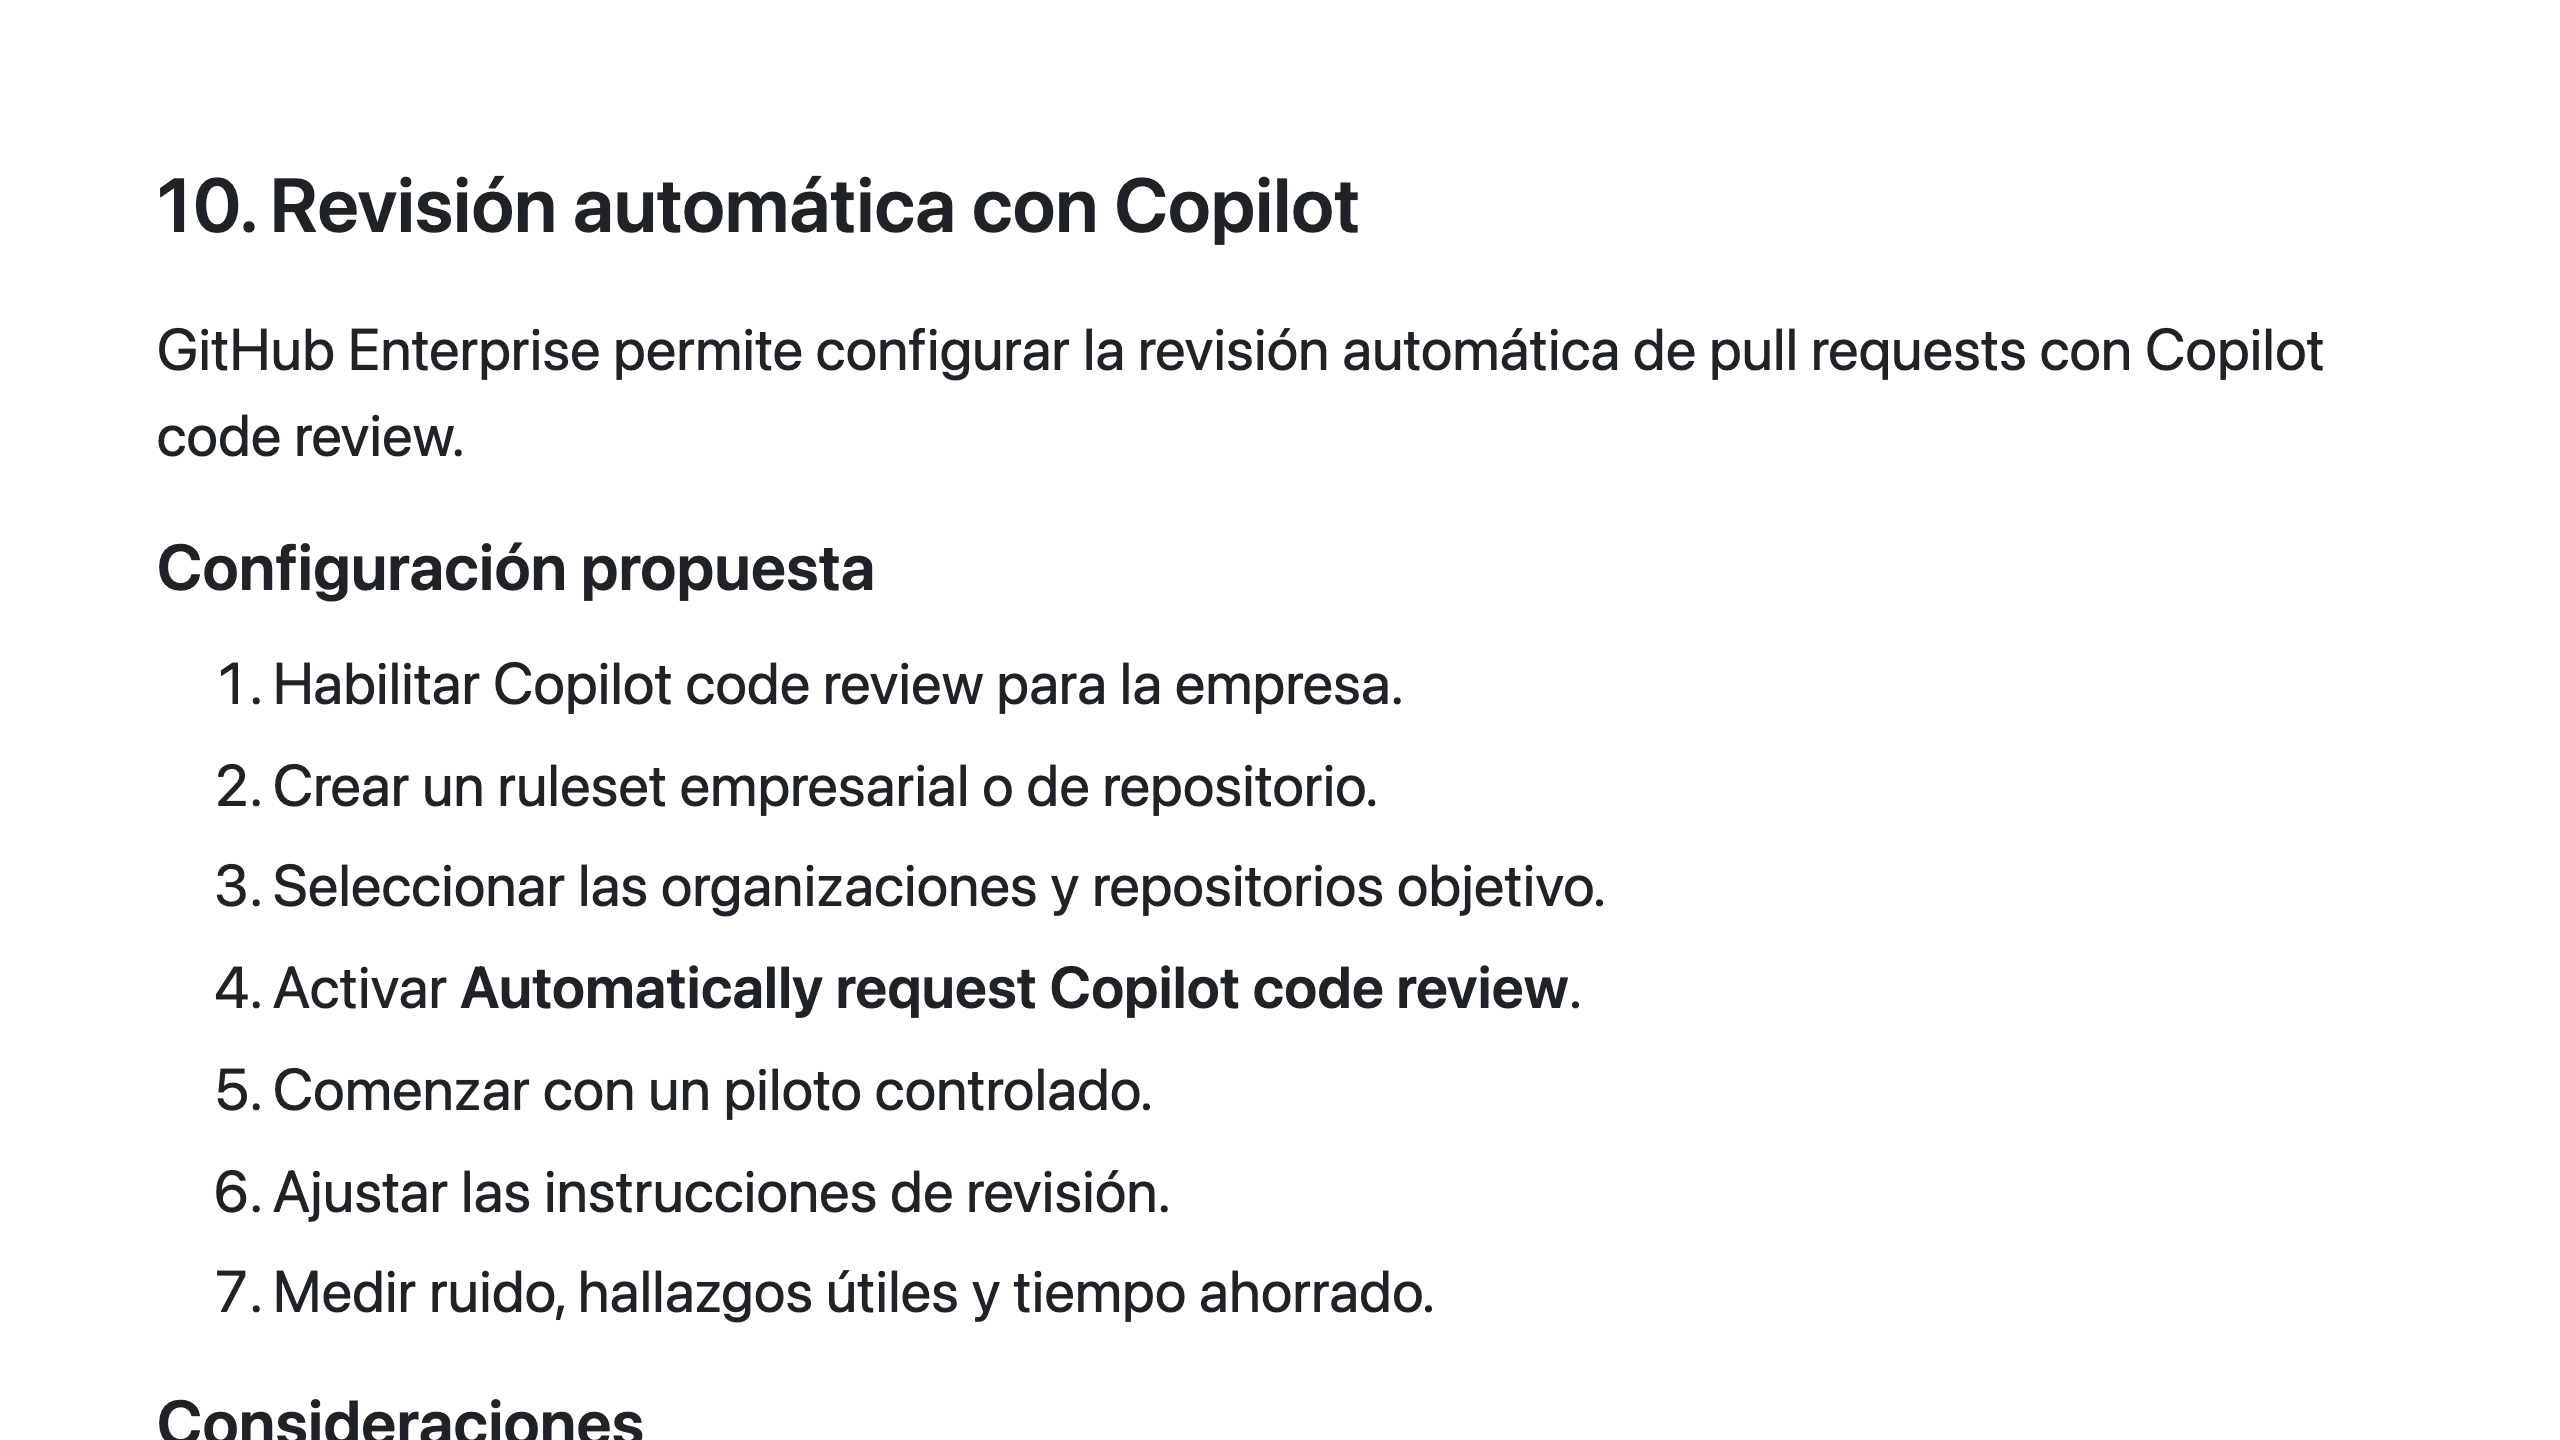 10. Revisión automática con Copilot
GitHub Enterprise permite configurar la revisión automática de pull requests con Copilot
code review.
Configuración propuesta
1. Habilitar Copilot code review para la empresa.
2. Crear un ruleset empresarial o de repositorio.
3. Seleccionar las organizaciones y repositorios objetivo.
4. Activar Automatically request Copilot code review.
5. Comenzar con un piloto controlado.
6. Ajustar las instrucciones de revisión.
7. Medir ruido, hallazgos útiles y tiempo ahorrado.
Consideraciones